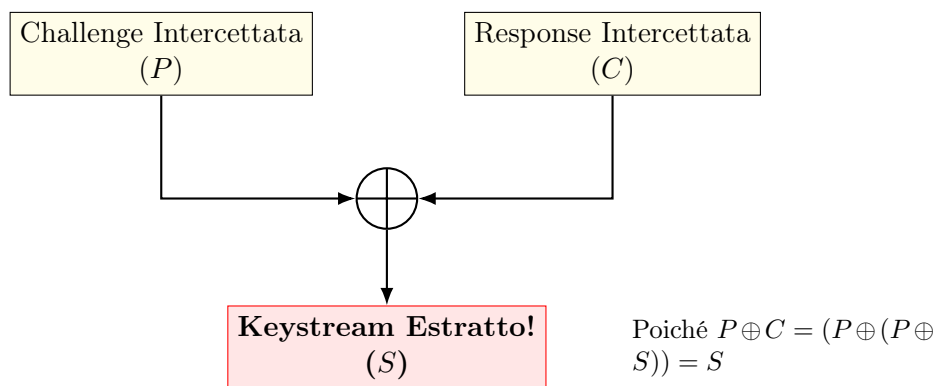 Challenge Intercettata
(P)
Response Intercettata
(C)
Keystream Estratto!
(S)
Poiché P ⊕ C = (P ⊕ (P ⊕
S)) = S